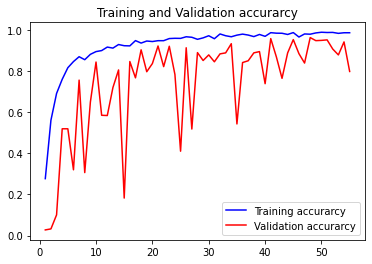 Training and Validation accurarcy
1.0
0.8
0.6
0.4
0.2
0.0
0 10 20 30 40 50
Training accurarcy
Validation accurarcy